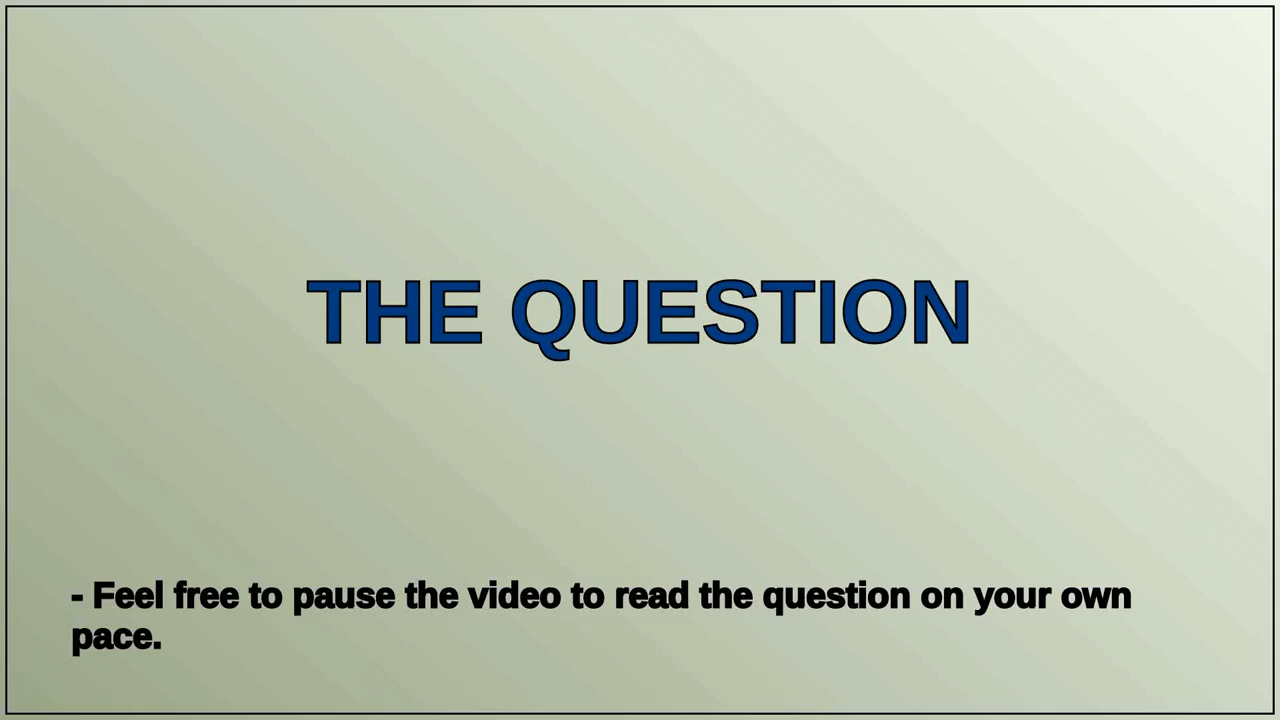 THE QUESTION
- Feel free to pause the video to read the question on your own
pace.